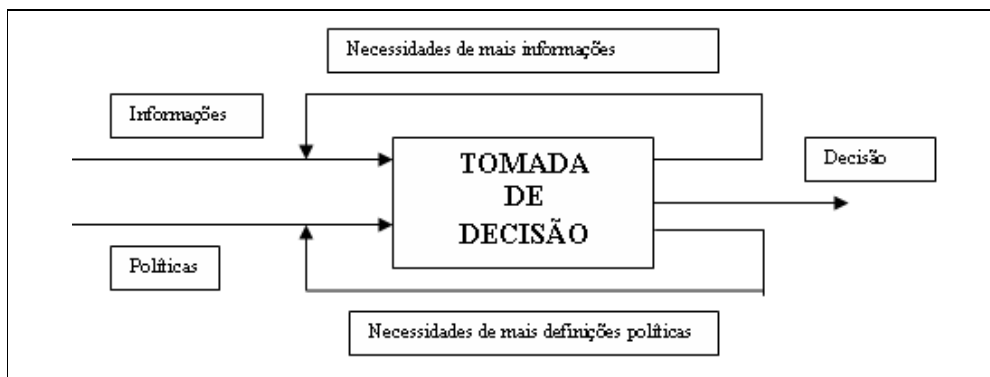 Necessidades de mais informações
Informações
TOMADA
DE
DECISÃO
Decisão
Políticas
Necessidades de mais definições políticas